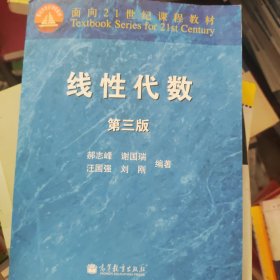 面向21世纪课程教材
Textbook Series for 21st Century
线性代数
第三版
郝志峰 谢国瑞
汪国强 刘刚
编著
高等教育出版社